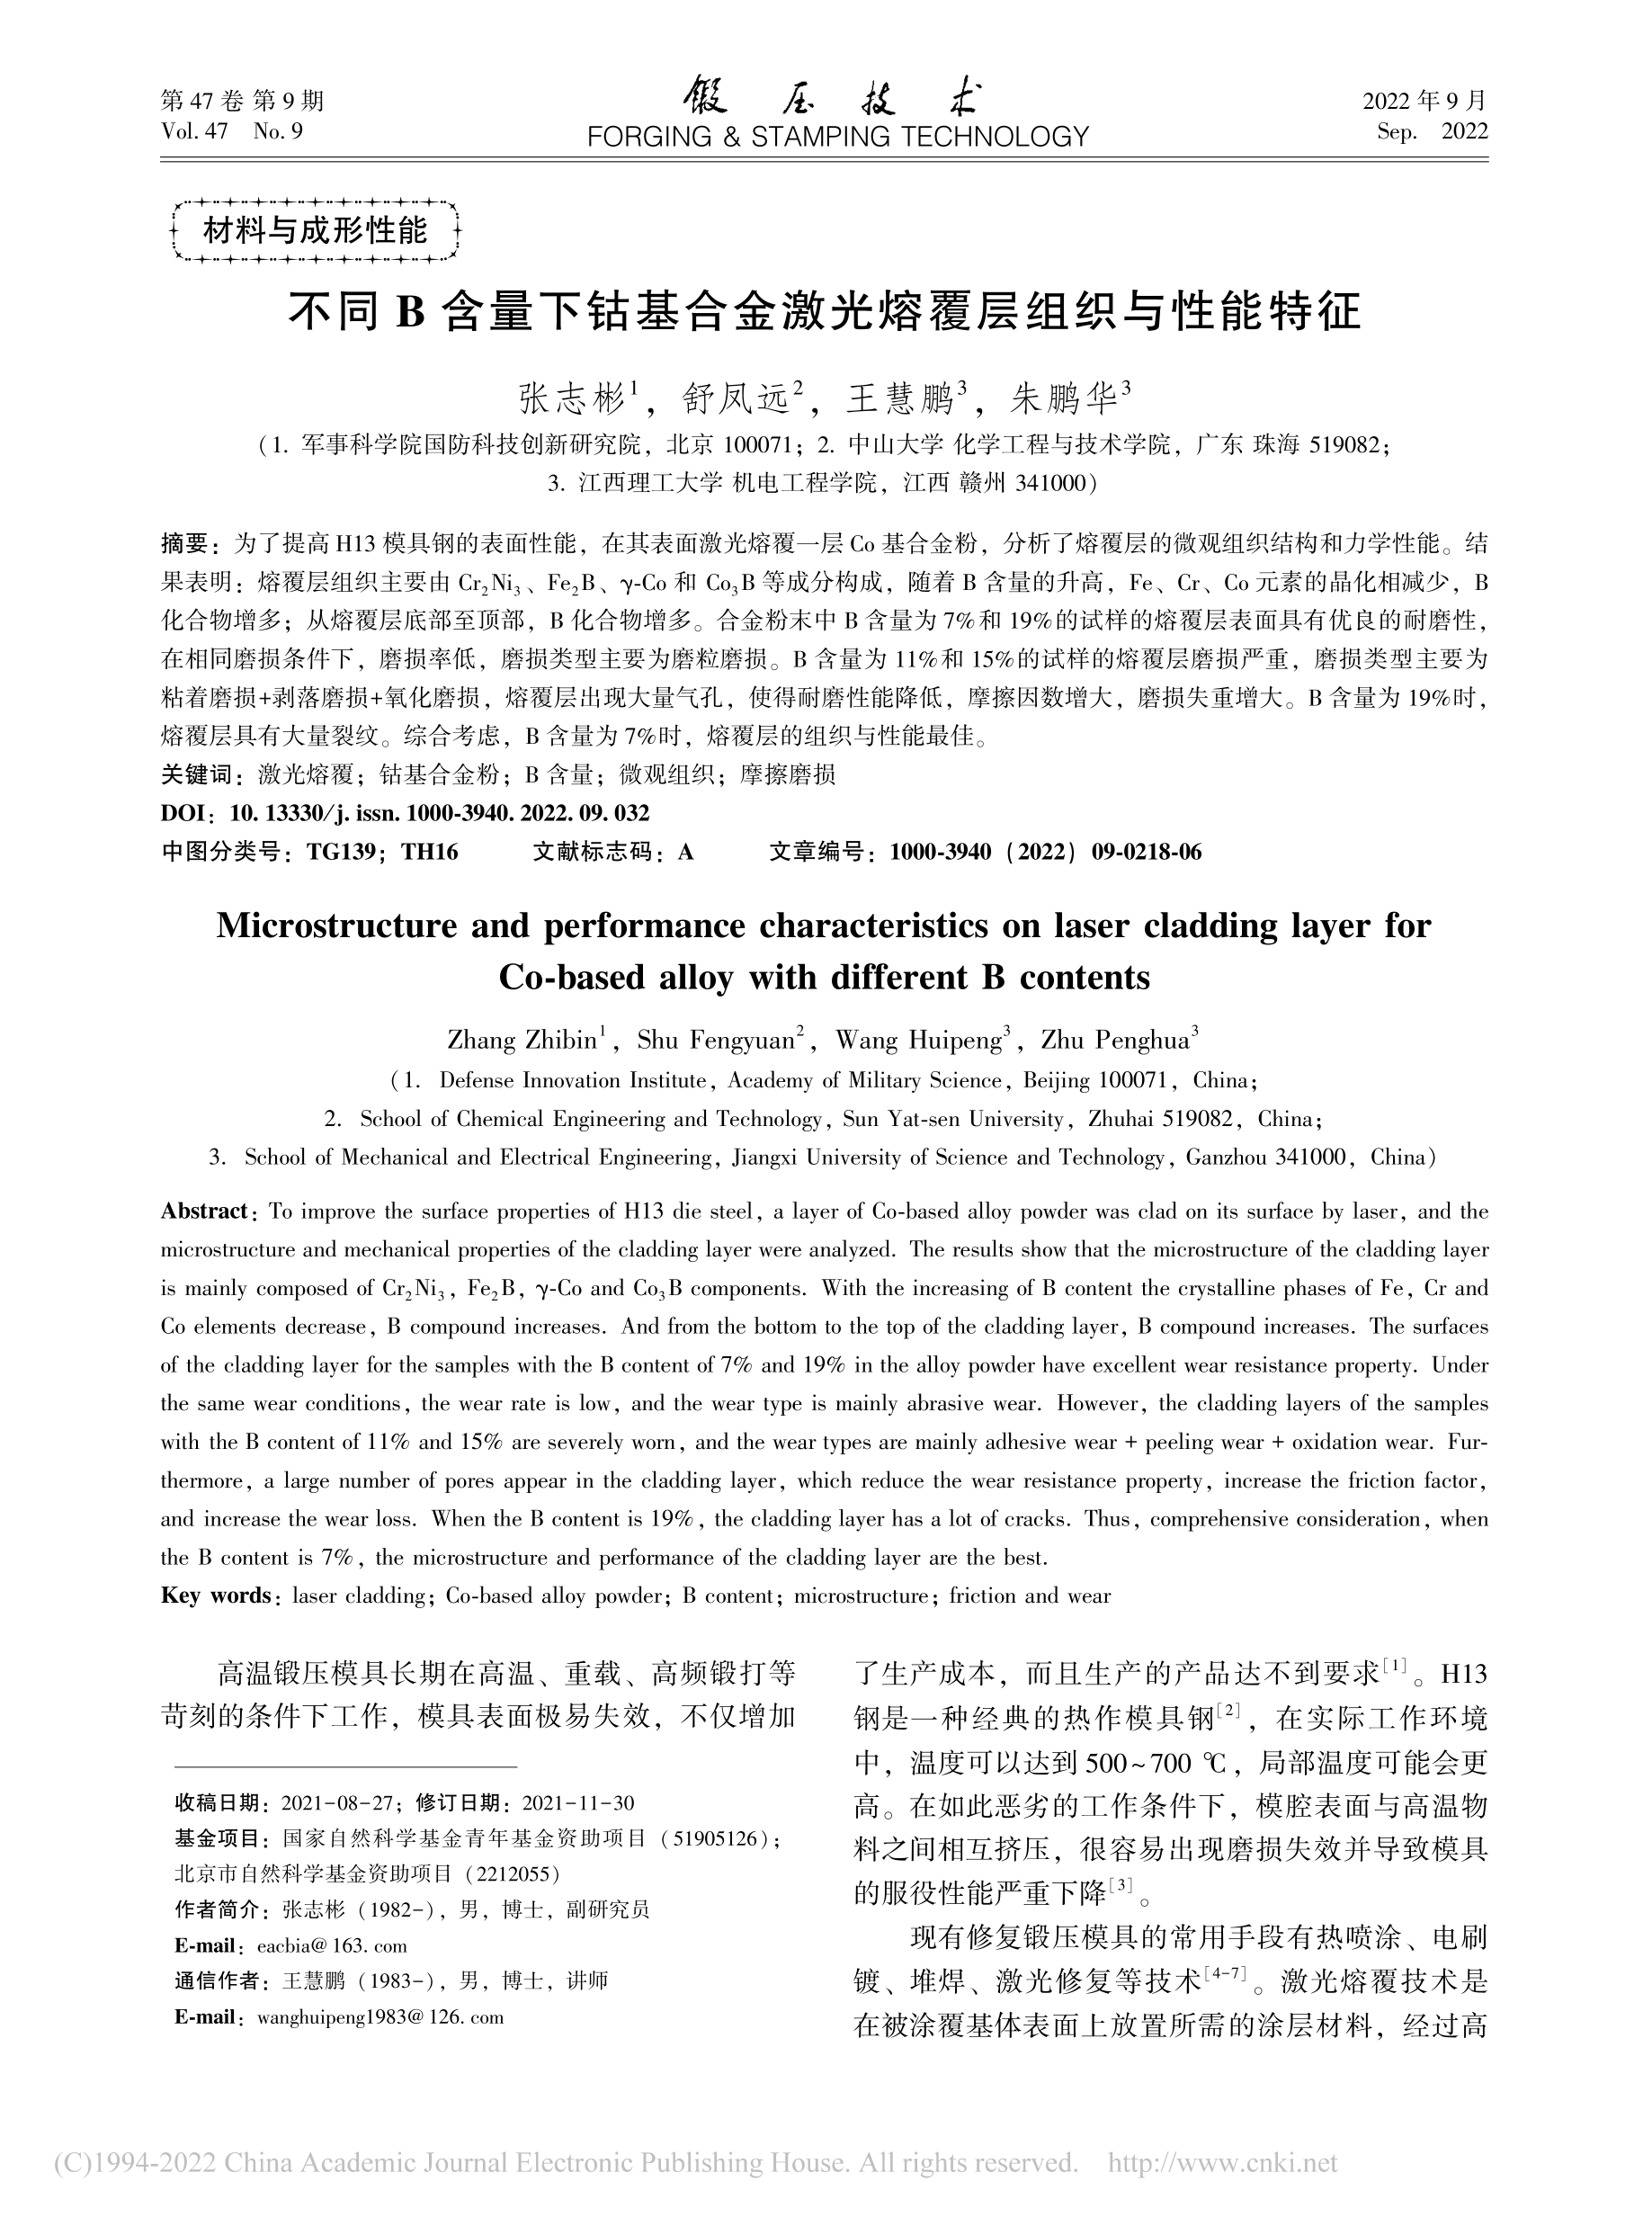 第 47 卷 第 9 期
Vol. 47 No. 9
锻 压 技 术
FORGING & STAMPING TECHNOLOGY
2022 年 9 月
Sep. 2022
材料与成形性能
不同 B 含量下钴基合金激光熔覆层组织与性能特征
张志彬¹，舒凤远²，王慧鹏³，朱鹏华³
(1. 军事科学院国防科技创新研究院，北京 100071；2. 中山大学 化学工程与技术学院，广东 珠海 519082；
3. 江西理工大学 机电工程学院，江西 赣州 341000)
摘要：为了提高 H13 模具钢的表面性能，在其表面激光熔覆一层 Co 基合金粉，分析了熔覆层的微观组织结构和力学性能。结
果表明：熔覆层组织主要由 Cr₂Ni₃、Fe₂B、γ-Co 和 Co₃B 等成分构成，随着 B 含量的升高，Fe、Cr、Co 元素的晶化相减少，B
化合物增多；从熔覆层底部至顶部，B 化合物增多。合金粉末中 B 含量为 7%和 19%的试样的熔覆层表面具有优良的耐磨性，
在相同磨损条件下，磨损率低，磨损类型主要为磨粒磨损。B 含量为 11%和 15%的试样的熔覆层磨损严重，磨损类型主要为
粘着磨损+剥落磨损+氧化磨损，熔覆层出现大量气孔，使得耐磨性能降低，摩擦因数增大，磨损失重增大。B 含量为 19%时，
熔覆层具有大量裂纹。综合考虑，B 含量为 7%时，熔覆层的组织与性能最佳。
关键词：激光熔覆；钴基合金粉；B 含量；微观组织；摩擦磨损
DOI：10. 13330/j. issn. 1000-3940. 2022. 09. 032
中图分类号：TG139；TH16 文献标志码：A 文章编号：1000-3940 (2022) 09-0218-06
Microstructure and performance characteristics on laser cladding layer for
Co-based alloy with different B contents
Zhang Zhibin¹, Shu Fengyuan², Wang Huipeng³, Zhu Penghua³
(1. Defense Innovation Institute, Academy of Military Science, Beijing 100071, China;
2. School of Chemical Engineering and Technology, Sun Yat-sen University, Zhuhai 519082, China;
3. School of Mechanical and Electrical Engineering, Jiangxi University of Science and Technology, Ganzhou 341000, China)
Abstract: To improve the surface properties of H13 die steel, a layer of Co-based alloy powder was clad on its surface by laser, and the
microstructure and mechanical properties of the cladding layer were analyzed. The results show that the microstructure of the cladding layer
is mainly composed of Cr₂Ni₃, Fe₂B, γ-Co and Co₃B components. With the increasing of B content the crystalline phases of Fe, Cr and
Co elements decrease, B compound increases. And from the bottom to the top of the cladding layer, B compound increases. The surfaces
of the cladding layer for the samples with the B content of 7% and 19% in the alloy powder have excellent wear resistance property. Under
the same wear conditions, the wear rate is low, and the wear type is mainly abrasive wear. However, the cladding layers of the samples
with the B content of 11% and 15% are severely worn, and the wear types are mainly adhesive wear + peeling wear + oxidation wear. Fur-
thermore, a large number of pores appear in the cladding layer, which reduce the wear resistance property, increase the friction factor,
and increase the wear loss. When the B content is 19%, the cladding layer has a lot of cracks. Thus, comprehensive consideration, when
the B content is 7%, the microstructure and performance of the cladding layer are the best.
Key words: laser cladding; Co-based alloy powder; B content; microstructure; friction and wear
高温锻压模具长期在高温、重载、高频锻打等
苛刻的条件下工作，模具表面极易失效，不仅增加
收稿日期：2021-08-27；修订日期：2021-11-30
基金项目：国家自然科学基金青年基金资助项目 (51905126)；
北京市自然科学基金资助项目 (2212055)
作者简介：张志彬 (1982-)，男，博士，副研究员
E-mail：eacbia@ 163. com
通信作者：王慧鹏 (1983-)，男，博士，讲师
E-mail：wanghuipeng1983@ 126. com
了生产成本，而且生产的产品达不到要求[1]。H13
钢是一种经典的热作模具钢[2]，在实际工作环境
中，温度可以达到 500~700 ℃，局部温度可能会更
高。在如此恶劣的工作条件下，模腔表面与高温物
料之间相互挤压，很容易出现磨损失效并导致模具
的服役性能严重下降[3]。
现有修复锻压模具的常用手段有热喷涂、电刷
镀、堆焊、激光修复等技术[4-7]。激光熔覆技术是
在被涂覆基体表面上放置所需的涂层材料，经过高
(C)1994-2022 China Academic Journal Electronic Publishing House. All rights reserved. http://www.cnki.net